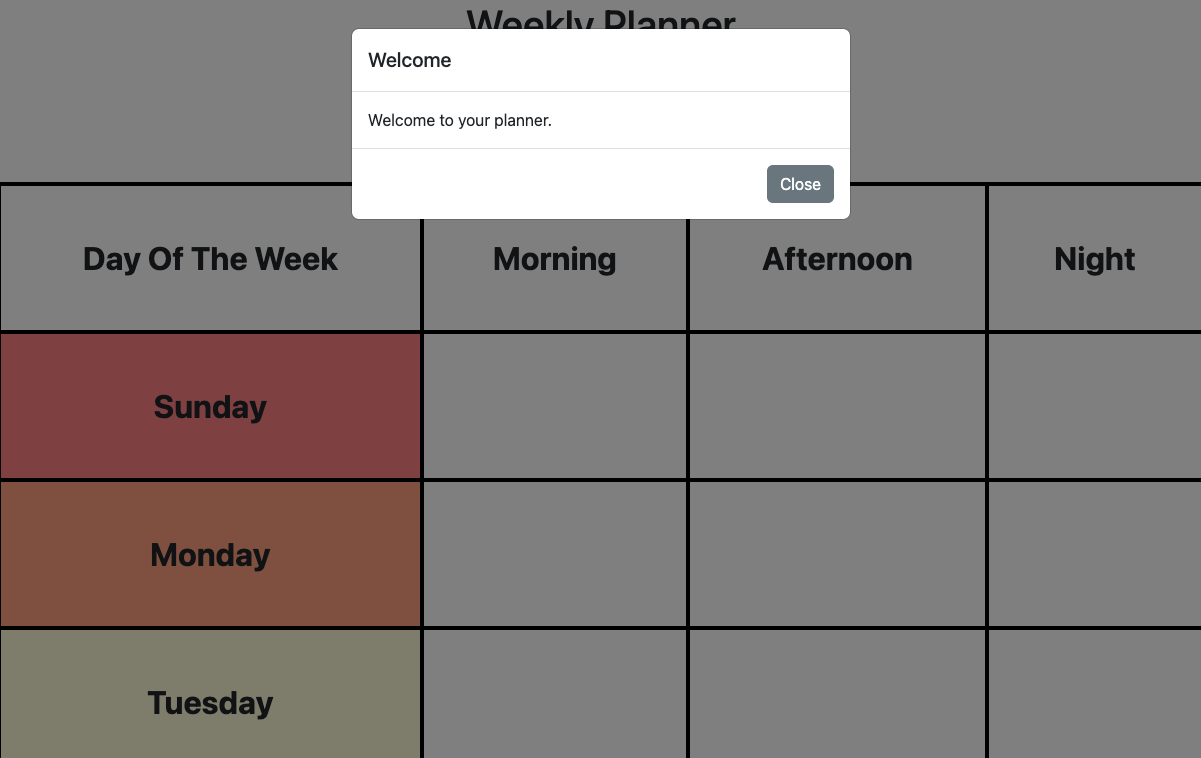 Weekly Planner
Welcome
Welcome to your planner.
Close
Day Of The Week Morning Afternoon Night
Sunday
Monday
Tuesday